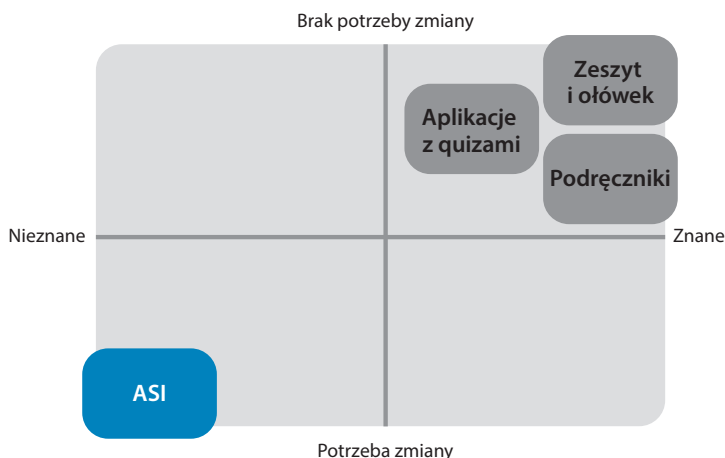 Brak potrzeby zmiany
Zeszyt
i ołówek
Aplikacje
z quizami
Podręczniki
Nieznane
Znane
ASI
Potrzeba zmiany